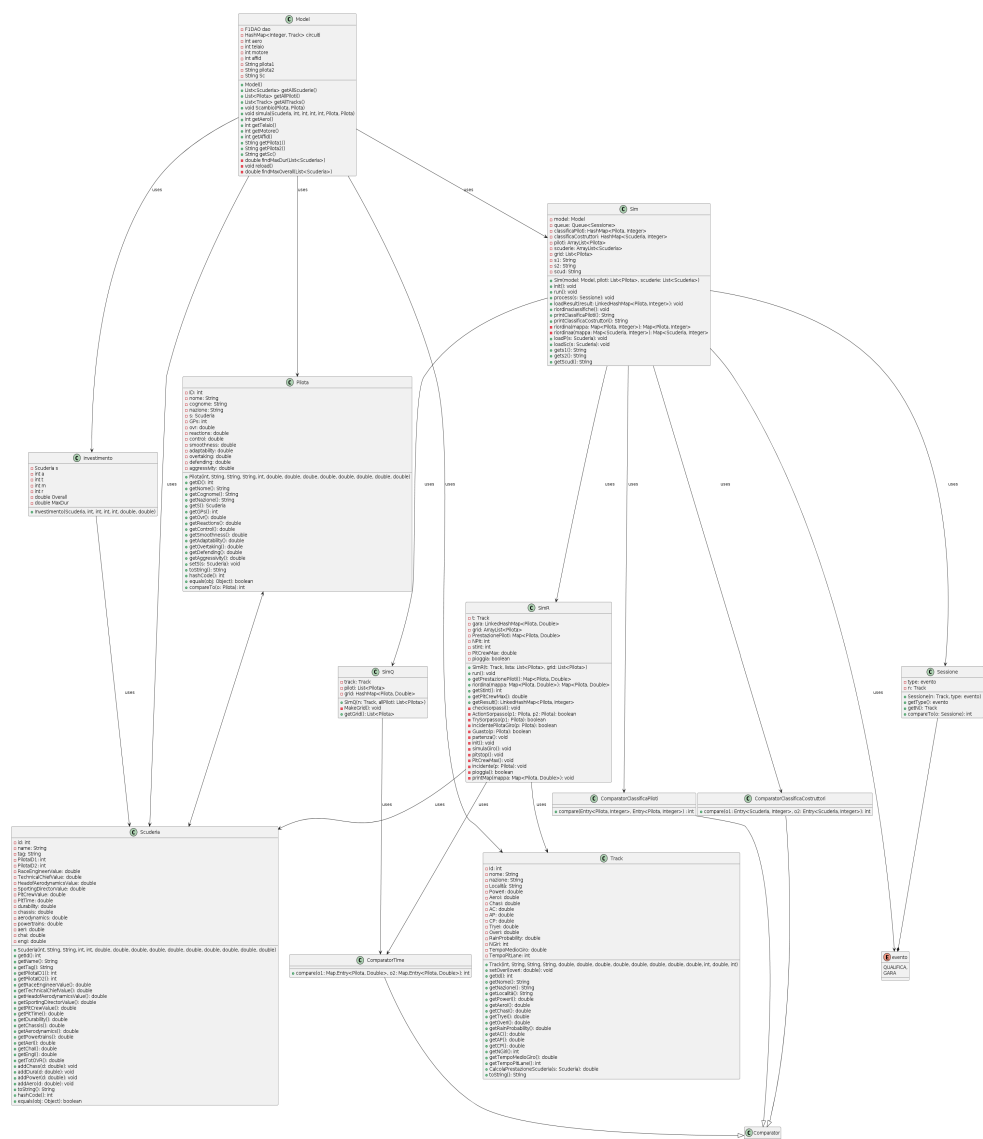 C Model
F1DAO dao
HashMap<Integer, Track> circuiti
int aero
int telaio
int motore
int affid
String pilota1
String pilota2
String Sc
Model()
List<Scuderia> getAllScuderie()
List<Pilota> getAllPiloti()
List<Track> getAllTracks()
void Scambio(Pilota, Pilota)
void simula(Scuderia, int, int, int, int, Pilota, Pilota)
int getAero()
int getTelaio()
int getMotore()
int getAffid()
String getPilota1()
String getPilota2()
String getSc()
double findMaxDur(List<Scuderia>)
void reload()
double findMaxOverall(List<Scuderia>)
uses
uses
uses
C Sim
model: Model
queue: Queue<Sessione>
classificaPiloti: HashMap<Pilota, Integer>
classificaCostruttori: HashMap<Scuderia, Integer>
piloti: ArrayList<Pilota>
scuderie: ArrayList<Scuderia>
grid: List<Pilota>
s1: String
s2: String
scud: String
Sim(model: Model, piloti: List<Pilota>, scuderie: List<Scuderia>)
init(): void
run(): void
process(s: Sessione): void
loadResult(result: LinkedHashMap<Pilota, Integer>): void
riordinaclassifiche(): void
printClassificaPiloti(): String
printClassificaCostruttori(): String
riordina(mappa: Map<Pilota, Integer>): Map<Pilota, Integer>
riordinaa(mappa: Map<Scuderia, Integer>): Map<Scuderia, Integer>
loadP(s: Scuderia): void
loadSc(s: Scuderia): void
gets1(): String
gets2(): String
getScud(): String
C Pilota
ID: int
nome: String
cognome: String
nazione: String
s: Scuderia
GPs: int
ovr: double
reactions: double
control: double
smoothness: double
adaptability: double
overtaking: double
defending: double
aggressivity: double
Pilota(int, String, String, String, int, double, double, double, double, double, double, double, double)
getID(): int
getNome(): String
getCognome(): String
getNazione(): String
getS(): Scuderia
getGPs(): int
getOvr(): double
getReactions(): double
getControl(): double
getSmoothness(): double
getAdaptability(): double
getOvertaking(): double
getDefending(): double
getAggressivity(): double
setS(s: Scuderia): void
toString(): String
hashCode(): int
equals(obj: Object): boolean
compareTo(o: Pilota): int
C Investimento
Scuderia s
int a
int t
int m
int r
double Overall
double MaxDur
Investimento(Scuderia, int, int, int, int, double, double)
uses
uses
uses
uses
uses
uses
uses
uses
C SimR
t: Track
gara: LinkedHashMap<Pilota, Double>
grid: ArrayList<Pilota>
PrestazionePiloti: Map<Pilota, Double>
NPit: int
stint: int
PitCrewMax: double
pioggia: boolean
SimR(t: Track, lista: List<Pilota>, grid: List<Pilota>)
run(): void
getPrestazionePiloti(): Map<Pilota, Double>
riordina(mappa: Map<Pilota, Double>): Map<Pilota, Double>
getStint(): int
getPitCrewMax(): double
getResult(): LinkedHashMap<Pilota, Integer>
checksorpassi(): void
ActionSorpasso(p1: Pilota, p2: Pilota): boolean
TrySorpasso(p1: Pilota): boolean
incidentePilotaGiro(p: Pilota): boolean
Guasto(p: Pilota): boolean
partenza(): void
init(): void
simulaGiro(): void
pitstop(): void
PitCrewMax(): void
incidente(p: Pilota): void
pioggia(): boolean
printMap(mappa: Map<Pilota, Double>): void
C SimQ
track: Track
piloti: List<Pilota>
grid: HashMap<Pilota, Double>
SimQ(n: Track, allPiloti: List<Pilota>)
MakeGrid(): void
getGrid(): List<Pilota>
C Sessione
type: evento
n: Track
Sessione(n: Track, type: evento)
getType(): evento
getN(): Track
compareTo(o: Sessione): int
uses
uses
uses
uses
C ComparatorClassificaPiloti
compare(Entry<Pilota, Integer>, Entry<Pilota, Integer>) : int
C ComparatorClassificaCostruttori
compare(o1: Entry<Scuderia, Integer>, o2: Entry<Scuderia, Integer>): int
C Scuderia
id: int
name: String
tag: String
PilotaID1: int
PilotaID2: int
RaceEngineerValue: double
TechnicalChiefValue: double
HeadofAerodynamicsValue: double
SportingDirectorValue: double
PitCrewValue: double
PitTime: double
durability: double
chassis: double
aerodynamics: double
powertrains: double
aeri: double
chai: double
engi: double
Scuderia(int, String, String, int, int, double, double, double, double, double, double, double, double, double, double)
getId(): int
getName(): String
getTag(): String
getPilotaID1(): int
getPilotaID2(): int
getRaceEngineerValue(): double
getTechnicalChiefValue(): double
getHeadofAerodynamicsValue(): double
getSportingDirectorValue(): double
getPitCrewValue(): double
getPitTime(): double
getDurability(): double
getChassis(): double
getAerodynamics(): double
getPowertrains(): double
getAeri(): double
getChai(): double
getEngi(): double
getTotOVR(): double
addChass(d: double): void
addDura(d: double): void
addPower(d: double): void
addAero(d: double): void
toString(): String
hashCode(): int
equals(obj: Object): boolean
C Track
id: int
nome: String
nazione: String
Località: String
PowerI: double
AeroI: double
ChasI: double
AC: double
AP: double
CP: double
TryeI: double
OverI: double
RainProbability: double
NGiri: int
TempoMedioGiro: double
TempoPitLane: int
Track(int, String, String, String, double, double, double, double, double, double, double, double, double, int, double, int)
setOverI(overI: double): void
getId(): int
getNome(): String
getNazione(): String
getLocalità(): String
getPowerI(): double
getAeroI(): double
getChasI(): double
getTryeI(): double
getOverI(): double
getRainProbability(): double
getAC(): double
getAP(): double
getCP(): double
getNGiri(): int
getTempoMedioGiro(): double
getTempoPitLane(): int
CalcolaPrestazioneScuderia(s: Scuderia): double
toString(): String
C ComparatorTime
compare(o1: Map.Entry<Pilota, Double>, o2: Map.Entry<Pilota, Double>): int
E evento
QUALIFICA,
GARA
C Comparator